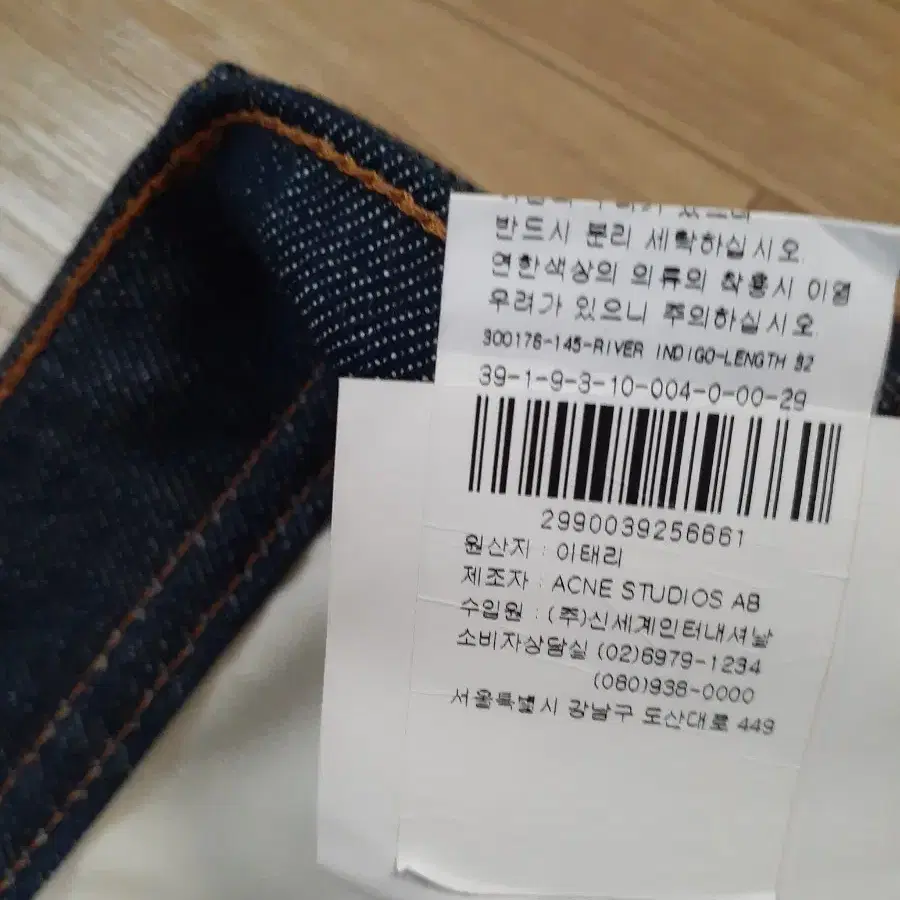 있으니
반드시 분리 세탁하십시오.
연한색상의 의류의 착용시 이염
우려가 있으니 주의하십시오.
300176-145-RIVER INDIGO-LENGTH 32
39-1-9-3-10-004-0-00-29
2990039256661
원산지 : 이태리
제조자 : ACNE STUDIOS AB
수입원 : (주)신세계인터내셔날
소비자상담실 (02)6979-1234
(080)938-0000
서울특별시 강남구 도산대로 449